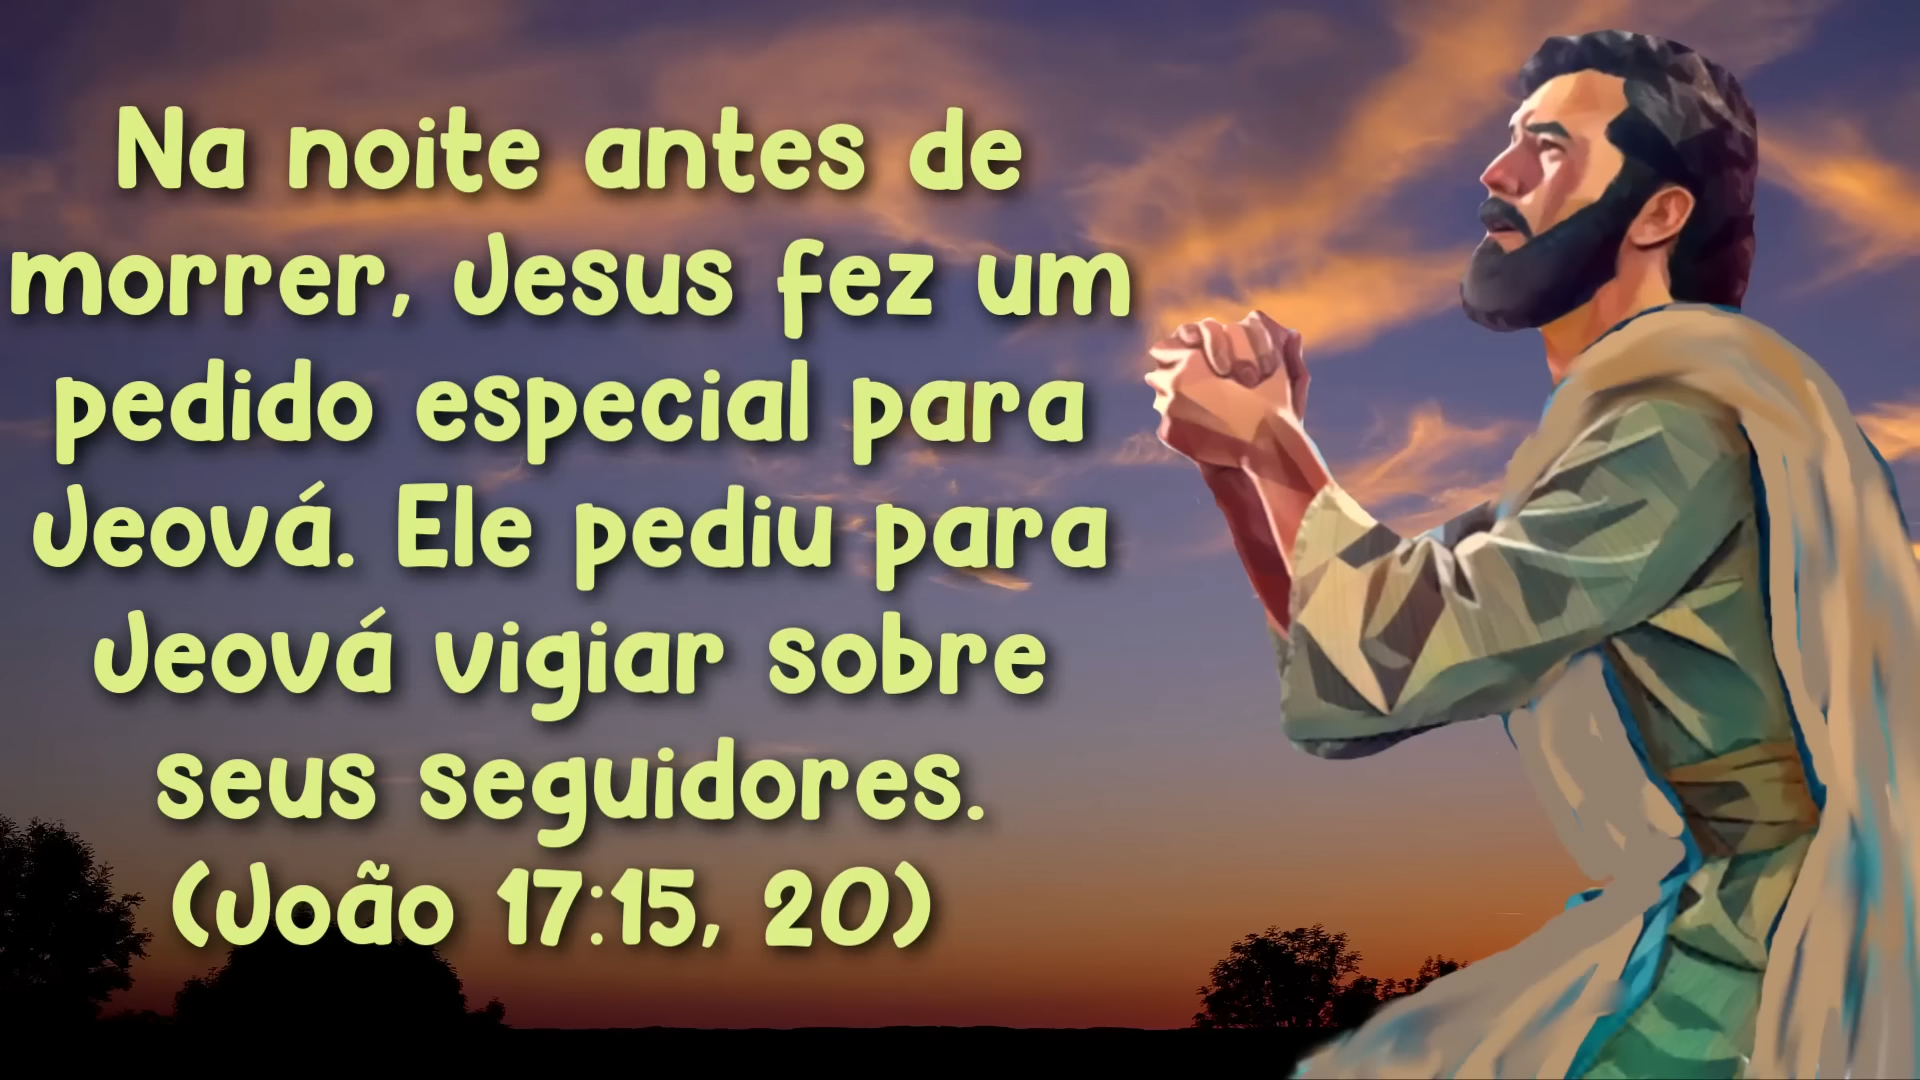 Na noite antes de
morrer, Jesus fez um
pedido especial para
Jeová. Ele pediu para
Jeová vigiar sobre
seus seguidores.
(João 17:15, 20)